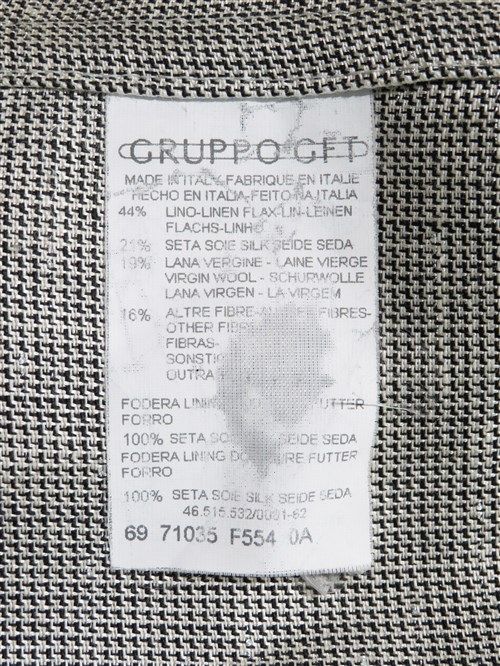 GRUPPO GFT
MADE IN ITALY-FABRIQUE EN ITALIE
HECHO EN ITALIA-FEITO NA ITALIA
44% LINO-LINEN FLAX-LIN-LEINEN
FLACHS-LINHO
21% SETA SOIE SILK SEIDE SEDA
19% LANA VERGINE - LAINE VIERGE
VIRGIN WOOL - SCHURWOLLE
LANA VIRGEN - LA VIRGEM
16% ALTRE FIBRE- FIBRES-
OTHER
FIBRAS-
OUTRA
FODERA LINING FUTTER
FORRO
100% SETA SEIDE SEDA
FODERA LINING FUTTER
FORRO
100% SETA SOIE SILK SEIDE SEDA
46.515.532/0001-62
69 71035 F554 0A